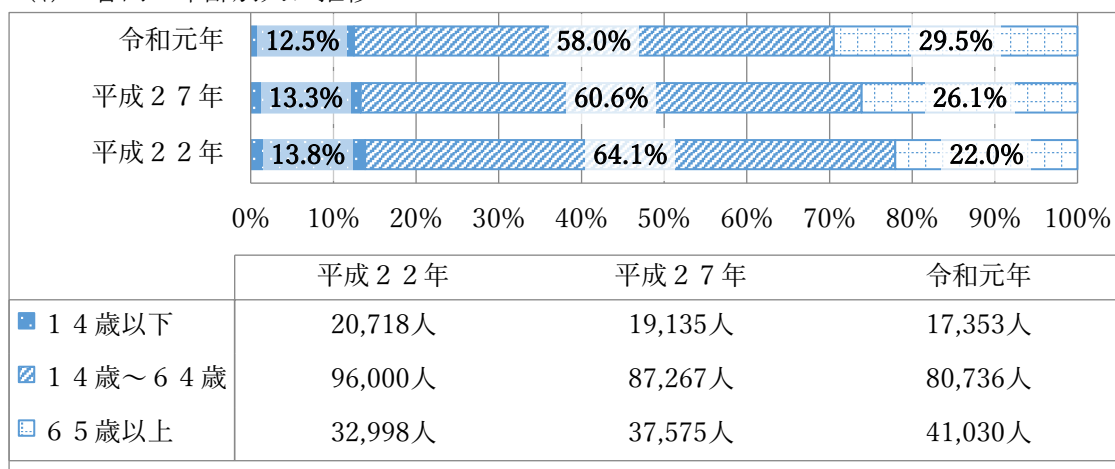 令和元年 12.5% 58.0% 29.5%
平成２７年 13.3% 60.6% 26.1%
平成２２年 13.8% 64.1% 22.0%
0% 10% 20% 30% 40% 50% 60% 70% 80% 90% 100%
平成２２年 平成２７年 令和元年
１４歳以下 20,718人 19,135人 17,353人
１４歳～６４歳 96,000人 87,267人 80,736人
６５歳以上 32,998人 37,575人 41,030人